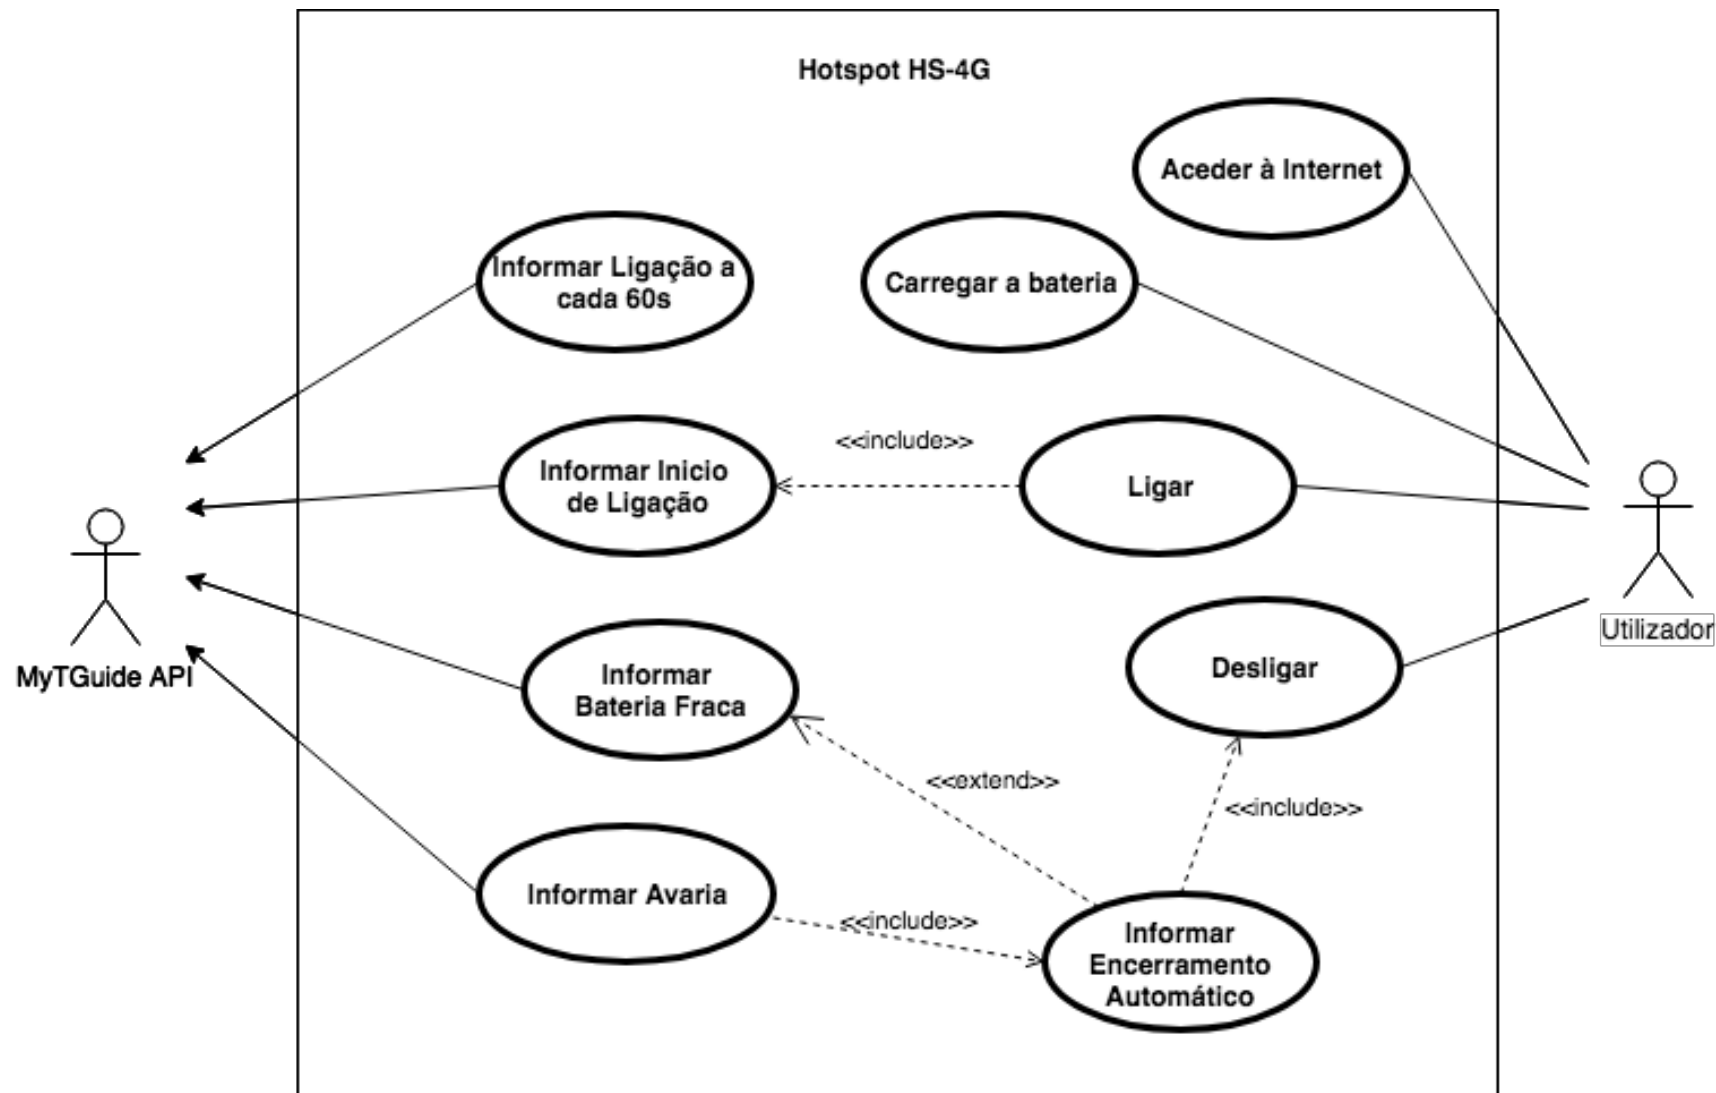 Hotspot HS-4G
Aceder à Internet
Informar Ligação a
cada 60s
Carregar a bateria
<<include>>
Informar Inicio
de Ligação
Ligar
MyTGuide API
Utilizador
Informar
Bateria Fraca
Desligar
<<extend>>
<<include>>
Informar Avaria
<<include>>
Informar
Encerramento
Automático